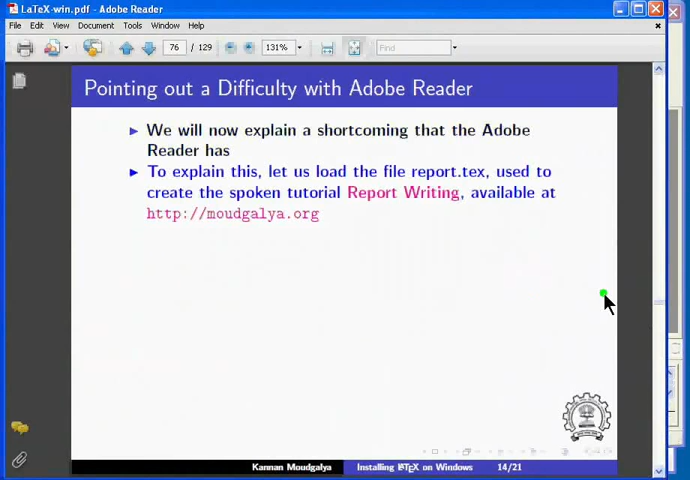 LaTeX-win.pdf - Adobe Reader
File Edit View Document Tools Window Help
76 / 129 131% Find
Pointing out a Difficulty with Adobe Reader
We will now explain a shortcoming that the Adobe
Reader has
To explain this, let us load the file report.tex, used to
create the spoken tutorial Report Writing, available at
http://moudgalya.org
Kannan Moudgalya Installing LATEX on Windows 14/21